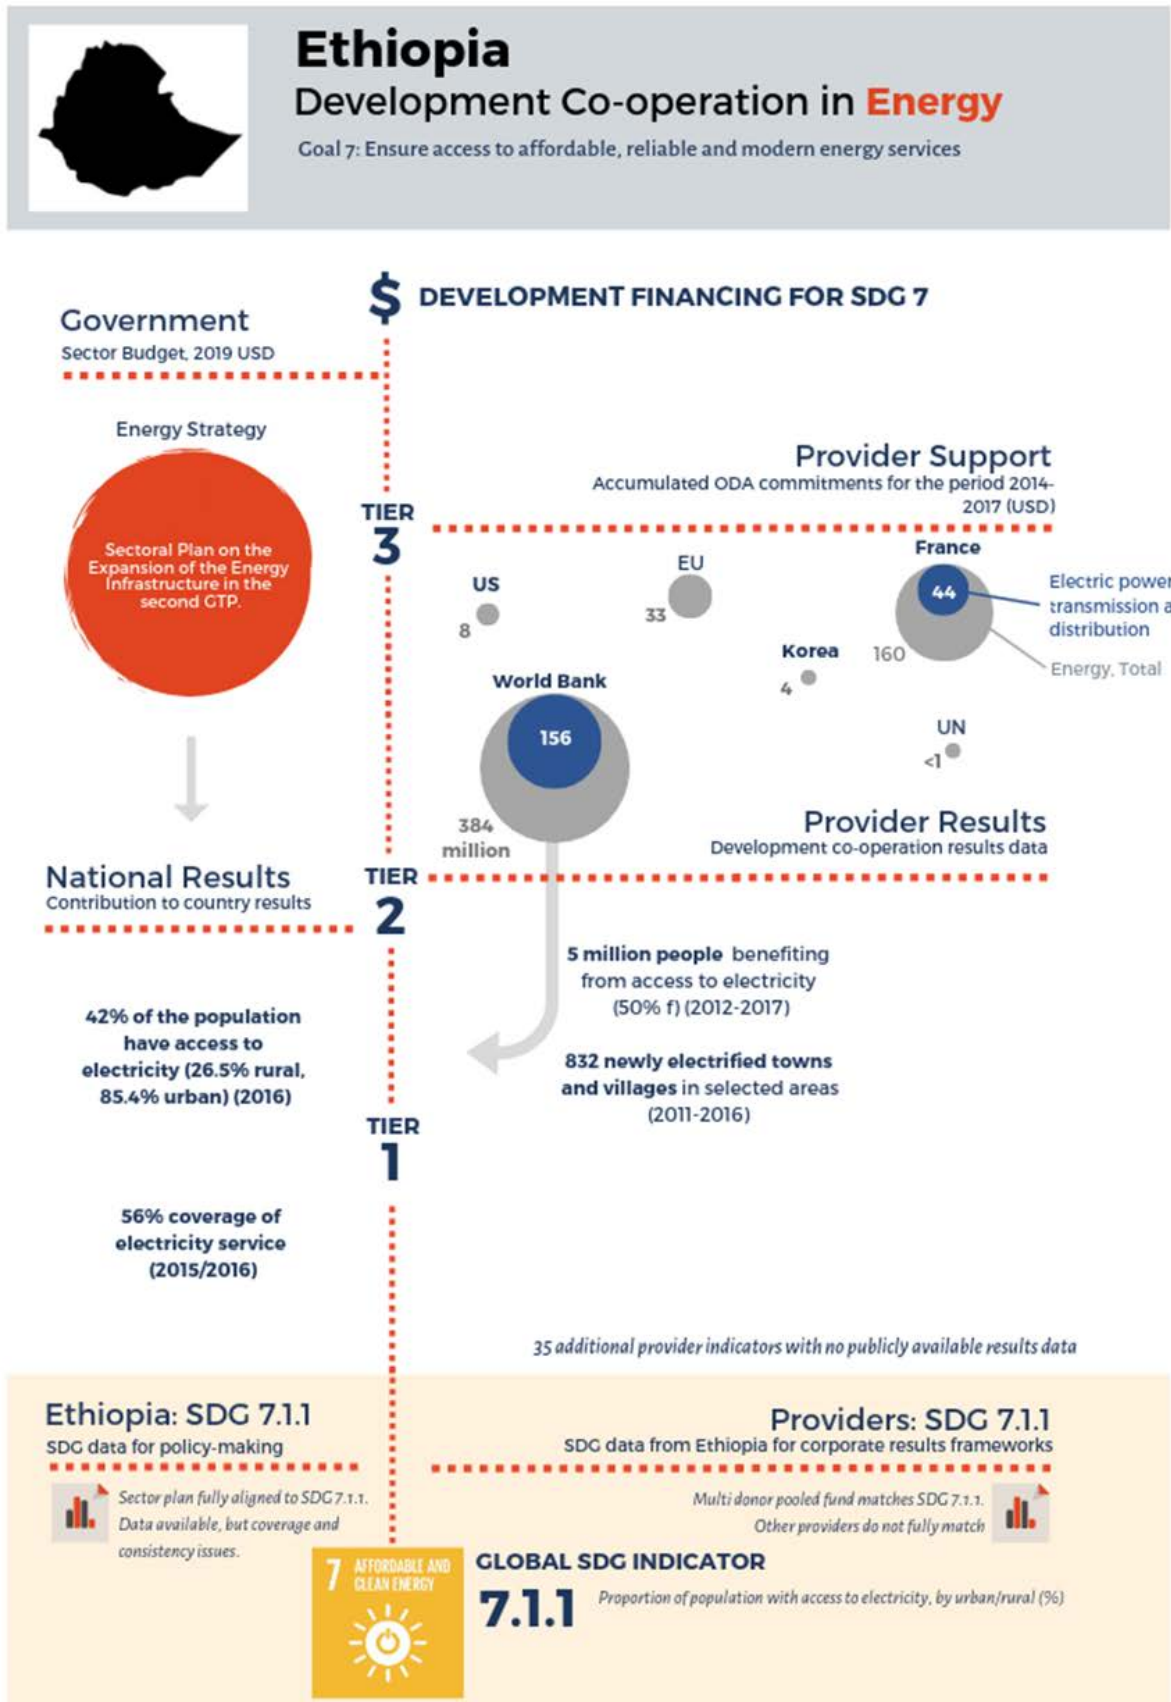 Ethiopia
Development Co-operation in Energy
Goal 7: Ensure access to affordable, reliable and modern energy services
$ DEVELOPMENT FINANCING FOR SDG 7
Government
Sector Budget, 2019 USD
Energy Strategy
Sectoral Plan on the
Expansion of the Energy
Infrastructure in the
second GTP.
Provider Support
Accumulated ODA commitments for the period 2014-
2017 (USD)
TIER
3
US
8
EU
33
France
44
160
Electric power
transmission a
distribution
Energy, Total
Korea
4
World Bank
156
384
million
UN
<1
Provider Results
Development co-operation results data
National Results
Contribution to country results
TIER
2
5 million people benefiting
from access to electricity
(50% f) (2012-2017)
832 newly electrified towns
and villages in selected areas
(2011-2016)
42% of the population
have access to
electricity (26.5% rural,
85.4% urban) (2016)
TIER
1
56% coverage of
electricity service
(2015/2016)
35 additional provider indicators with no publicly available results data
Ethiopia: SDG 7.1.1
SDG data for policy-making
Sector plan fully aligned to SDG 7.1.1.
Data available, but coverage and
consistency issues.
Providers: SDG 7.1.1
SDG data from Ethiopia for corporate results frameworks
Multi donor pooled fund matches SDG 7.1.1.
Other providers do not fully match
7 AFFORDABLE AND
CLEAN ENERGY
GLOBAL SDG INDICATOR
7.1.1 Proportion of population with access to electricity, by urban/rural (%)